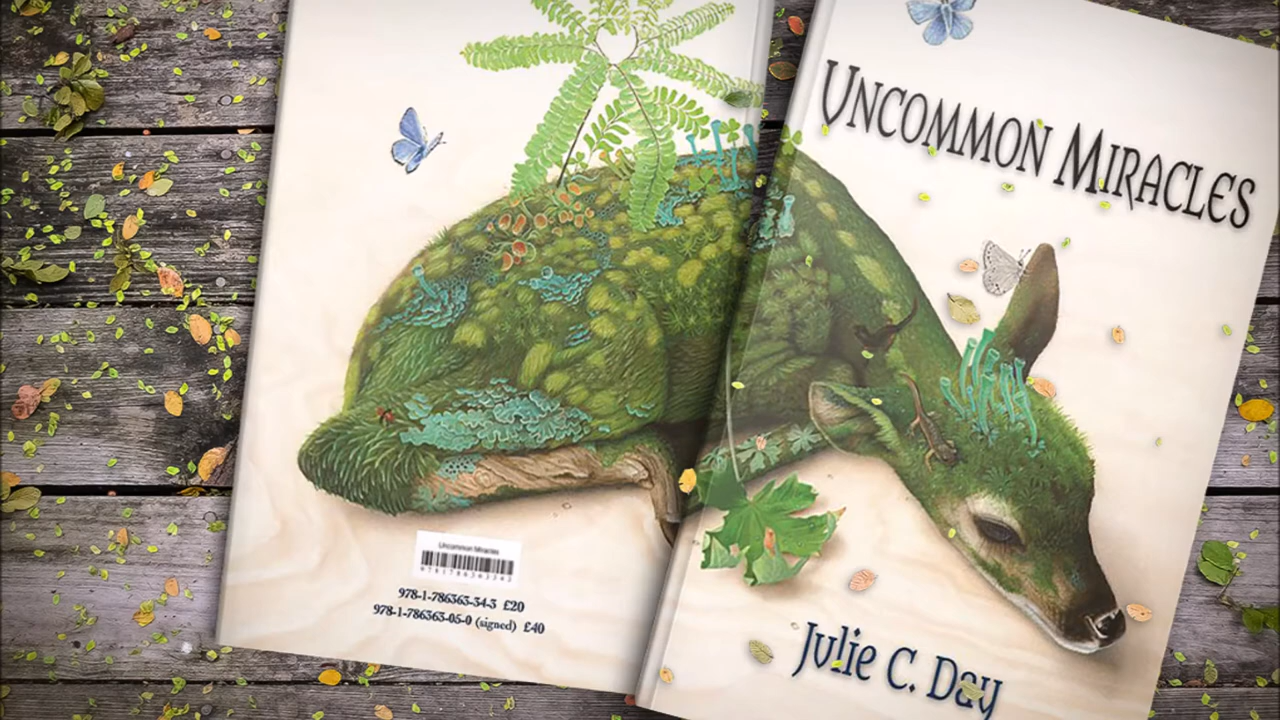 Uncommon Miracles
Uncommon Miracles
978-1-786363-34-3 £20
978-1-786363-05-0 (signed) £40
Julie C. Day